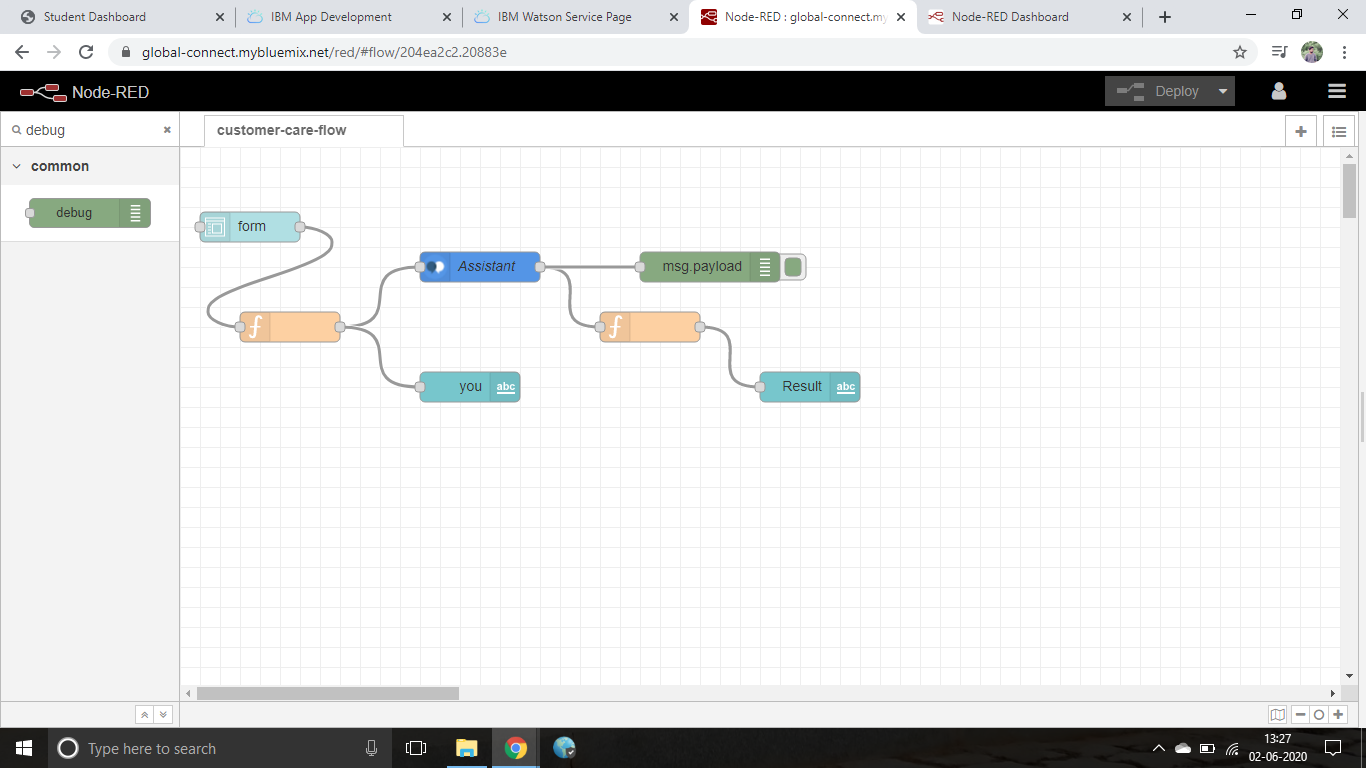 Student Dashboard
IBM App Development
IBM Watson Service Page
Node-RED : global-connect.my
Node-RED Dashboard
global-connect.mybluemix.net/red/#flow/204ea2c2.20883e
Node-RED
Deploy
debug
customer-care-flow
common
debug
form
Assistant
msg.payload
f
f
you
abc
Result
abc
Type here to search
13:27
02-06-2020